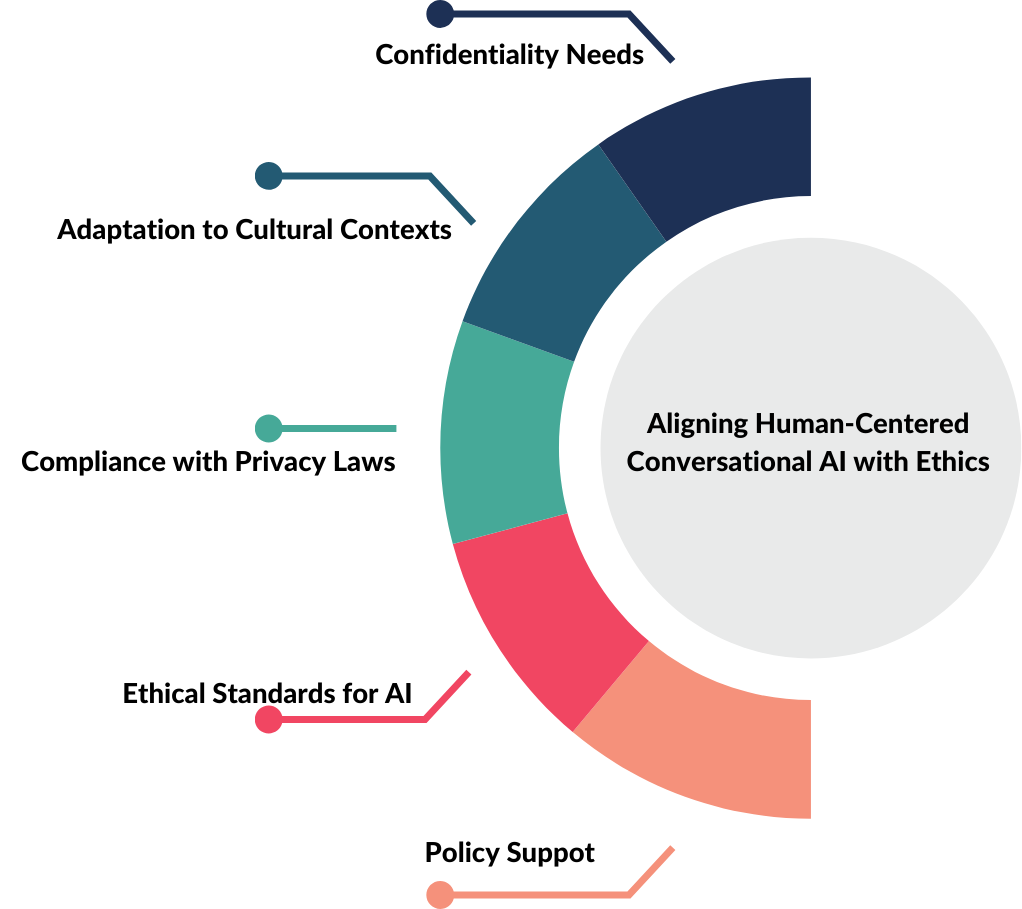 Confidentiality Needs
Adaptation to Cultural Contexts
Compliance with Privacy Laws
Ethical Standards for AI
Policy Suppot
Aligning Human-Centered
Conversational AI with Ethics